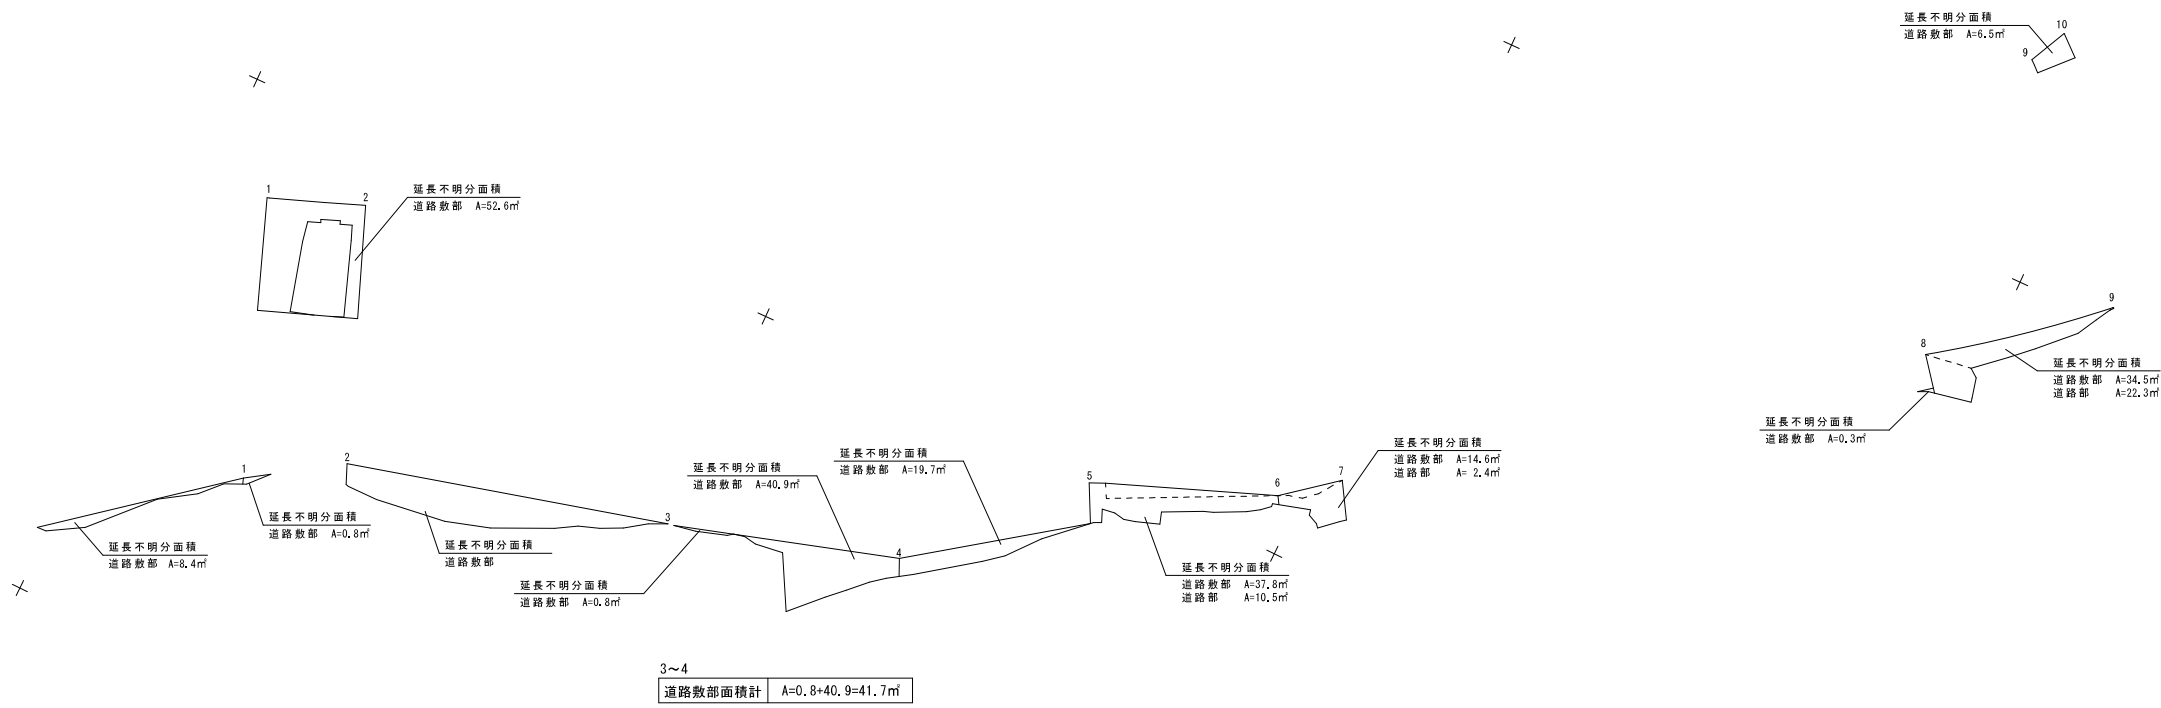 延長不明分面積
道路敷部 A=6.5㎡
10
9
1
2
延長不明分面積
道路敷部 A=52.6㎡
9
8
延長不明分面積
道路敷部 A=34.5㎡
道路部 A=22.3㎡
延長不明分面積
道路敷部 A=0.3㎡
1
延長不明分面積
道路敷部 A=8.4㎡
延長不明分面積
道路敷部 A=0.8㎡
2
延長不明分面積
道路敷部
3
延長不明分面積
道路敷部 A=0.8㎡
延長不明分面積
道路敷部 A=40.9㎡
4
延長不明分面積
道路敷部 A=19.7㎡
5
6
7
延長不明分面積
道路敷部 A=14.6㎡
道路部 A= 2.4㎡
延長不明分面積
道路敷部 A=37.8㎡
道路部 A=10.5㎡
3～4
道路敷部面積計 A=0.8+40.9=41.7㎡